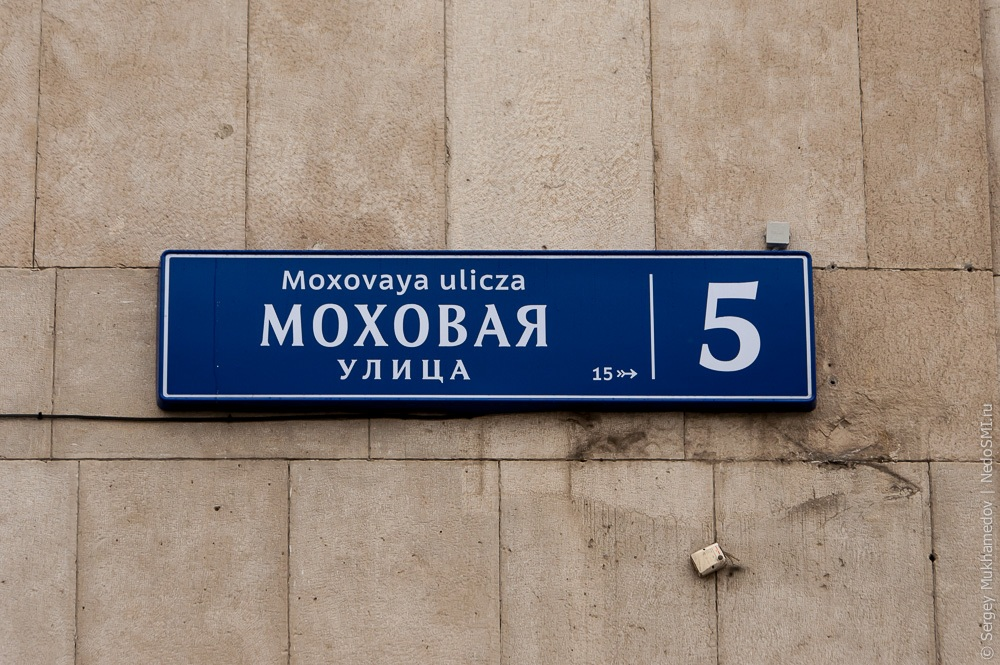 Moxovaya ulicza
МОХОВАЯ
УЛИЦА
15
5
© Sergey Mukhamedov | NedoSMI.ru